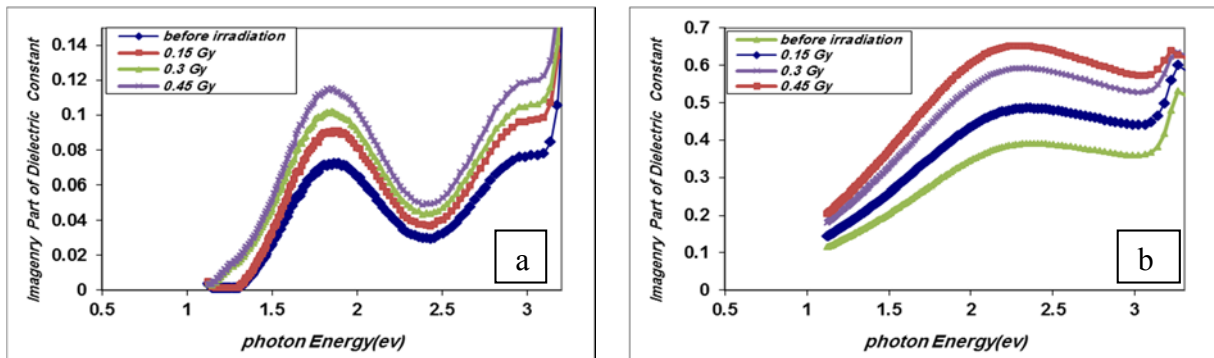 Imagenry Part of Dielectric Constant
0.14
0.12
0.1
0.08
0.06
0.04
0.02
0
before irradiation
0.15 Gy
0.3 Gy
0.45 Gy
a
0.5 1 1.5 2 2.5 3
photon Energy(ev)
Imagenry Part of Dielectric Constant
0.7
0.6
0.5
0.4
0.3
0.2
0.1
0
before irradiation
0.15 Gy
0.3 Gy
0.45 Gy
b
0.5 1 1.5 2 2.5 3
photon Energy(ev)